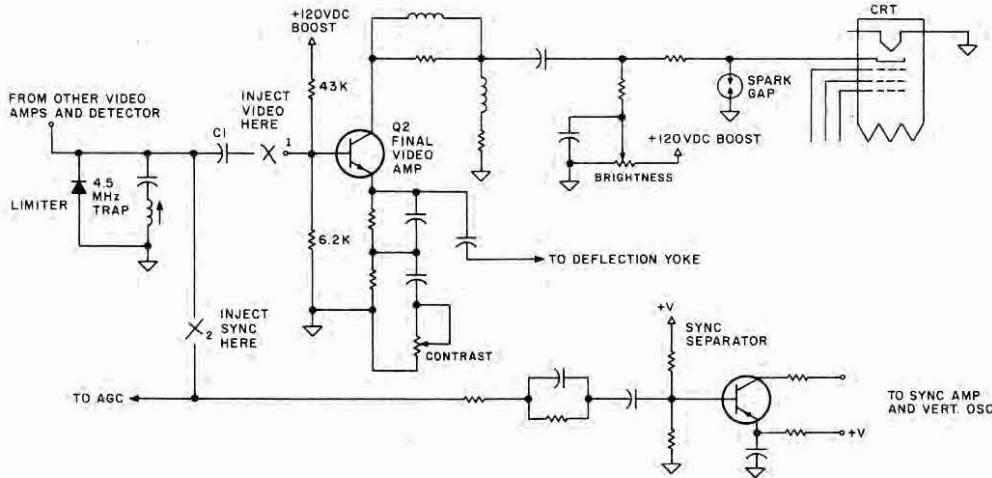 +120VDC
BOOST
CRT
FROM OTHER VIDEO
AMPS AND DETECTOR
INJECT
VIDEO
HERE
43K
SPARK
GAP
C1
1
Q2
FINAL
VIDEO
AMP
+120VDC BOOST
BRIGHTNESS
4.5
MHz
TRAP
LIMITER
6.2K
TO DEFLECTION YOKE
INJECT
SYNC
HERE
2
+V
SYNC
SEPARATOR
CONTRAST
TO AGC
TO SYNC AMP
AND VERT. OSC
+V